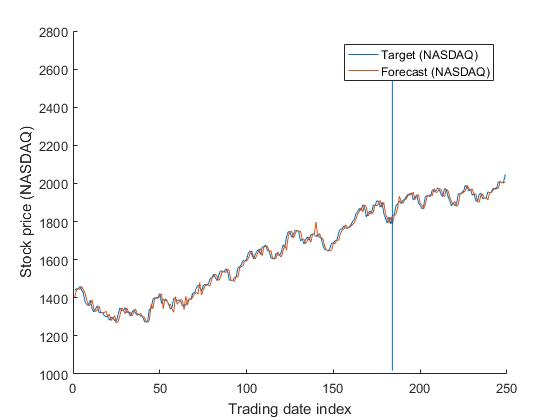 2800
2600
2400
2200
2000
1800
1600
1400
1200
1000
Stock price (NASDAQ)
Target (NASDAQ)
Forecast (NASDAQ)
0 50 100 150 200 250
Trading date index